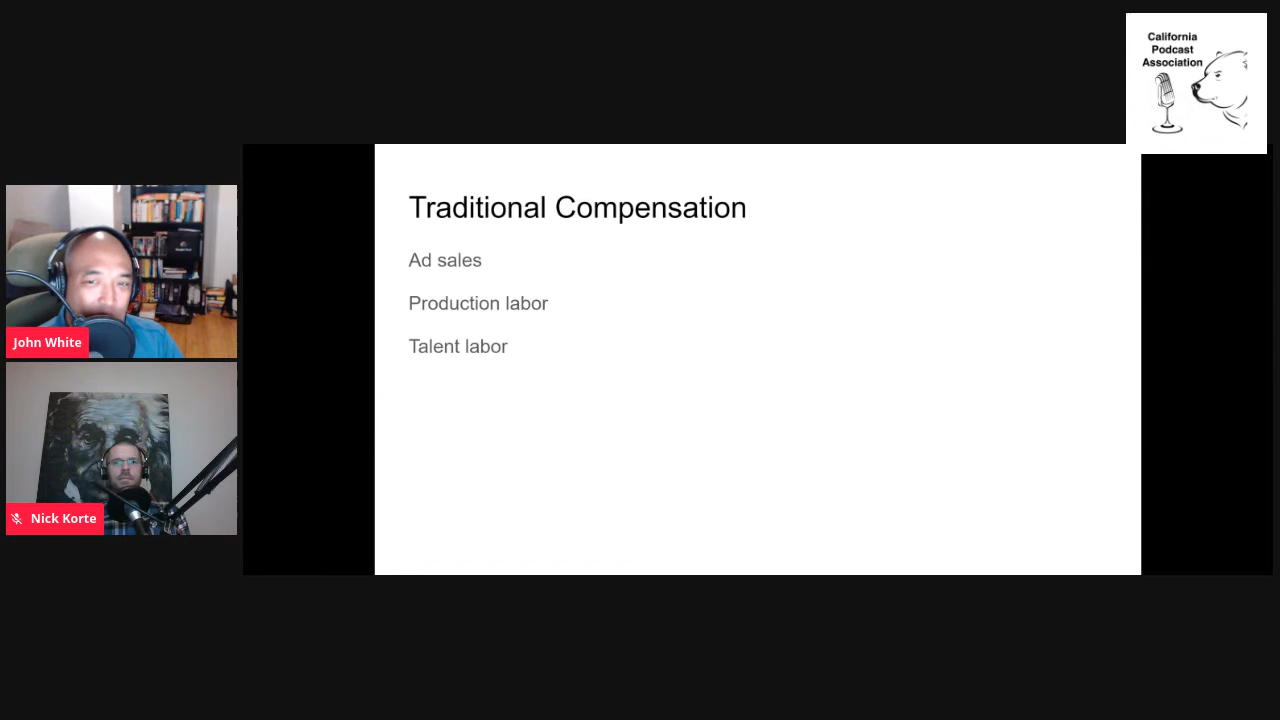 California
Podcast
Association
Traditional Compensation
Ad sales
Production labor
Talent labor
John White
Nick Korte